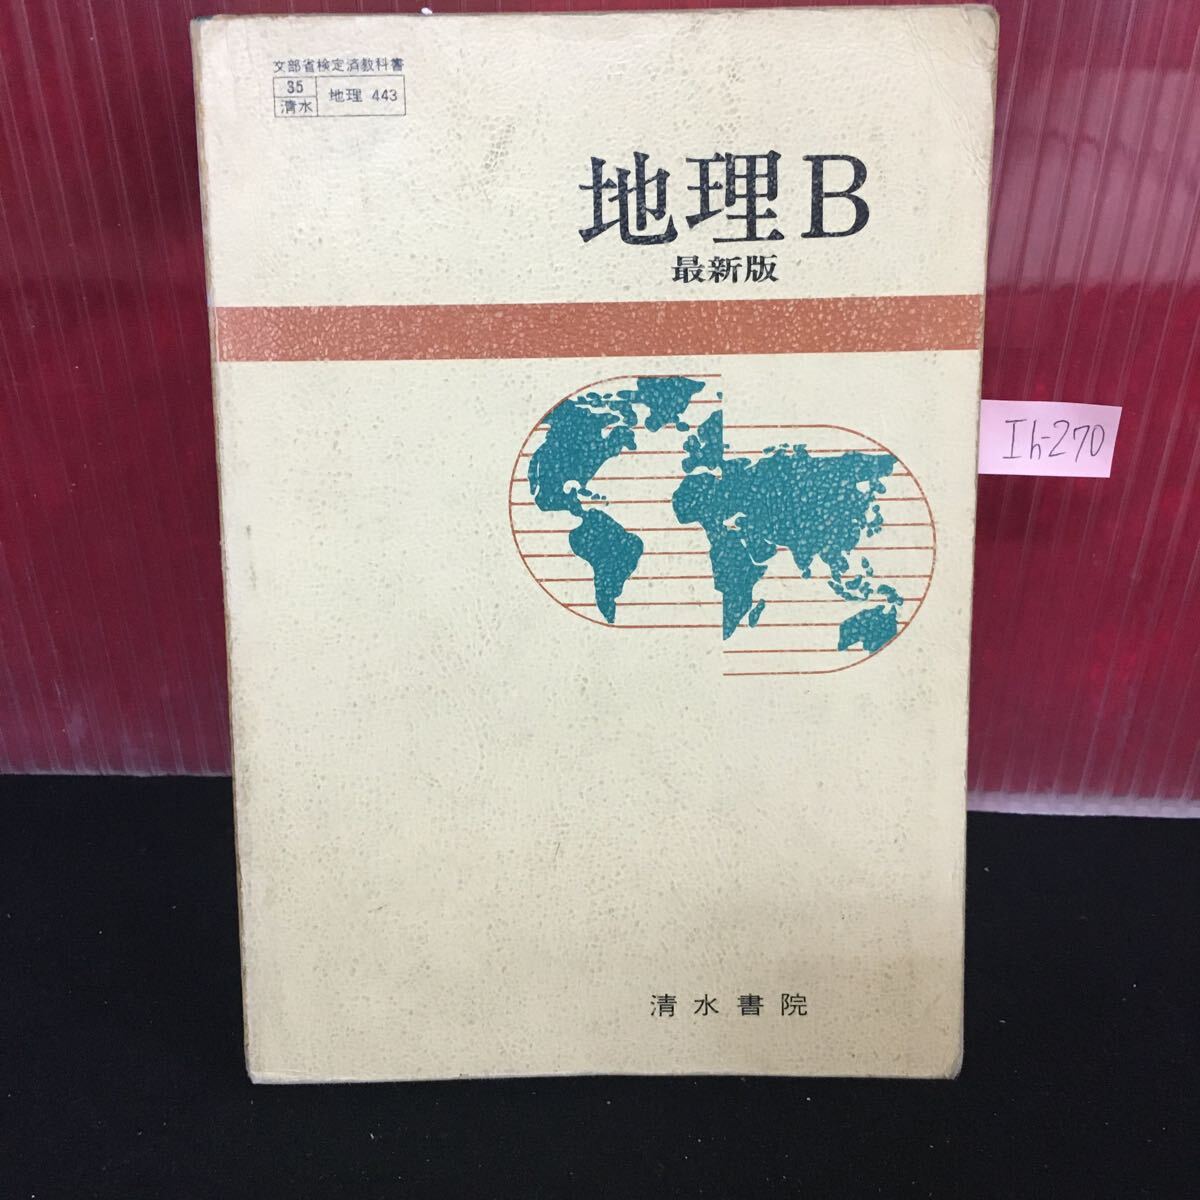 文部省検定済教科書
35
清水
地理 443
地理B
最新版
Ih-270
清水書院